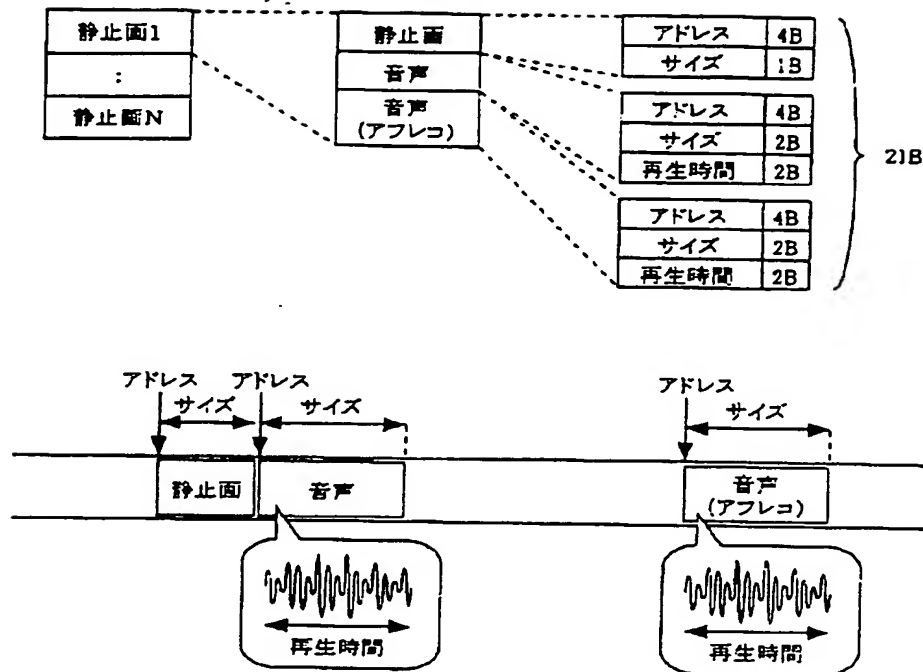 静止画1
:
静止画N
静止画
音声
音声
(アフレコ)
アドレス 4B
サイズ 1B
アドレス 4B
サイズ 2B
再生時間 2B
アドレス 4B
サイズ 2B
再生時間 2B
21B
アドレス アドレス
サイズ サイズ
静止画 音声
再生時間
アドレス
サイズ
音声
(アフレコ)
再生時間